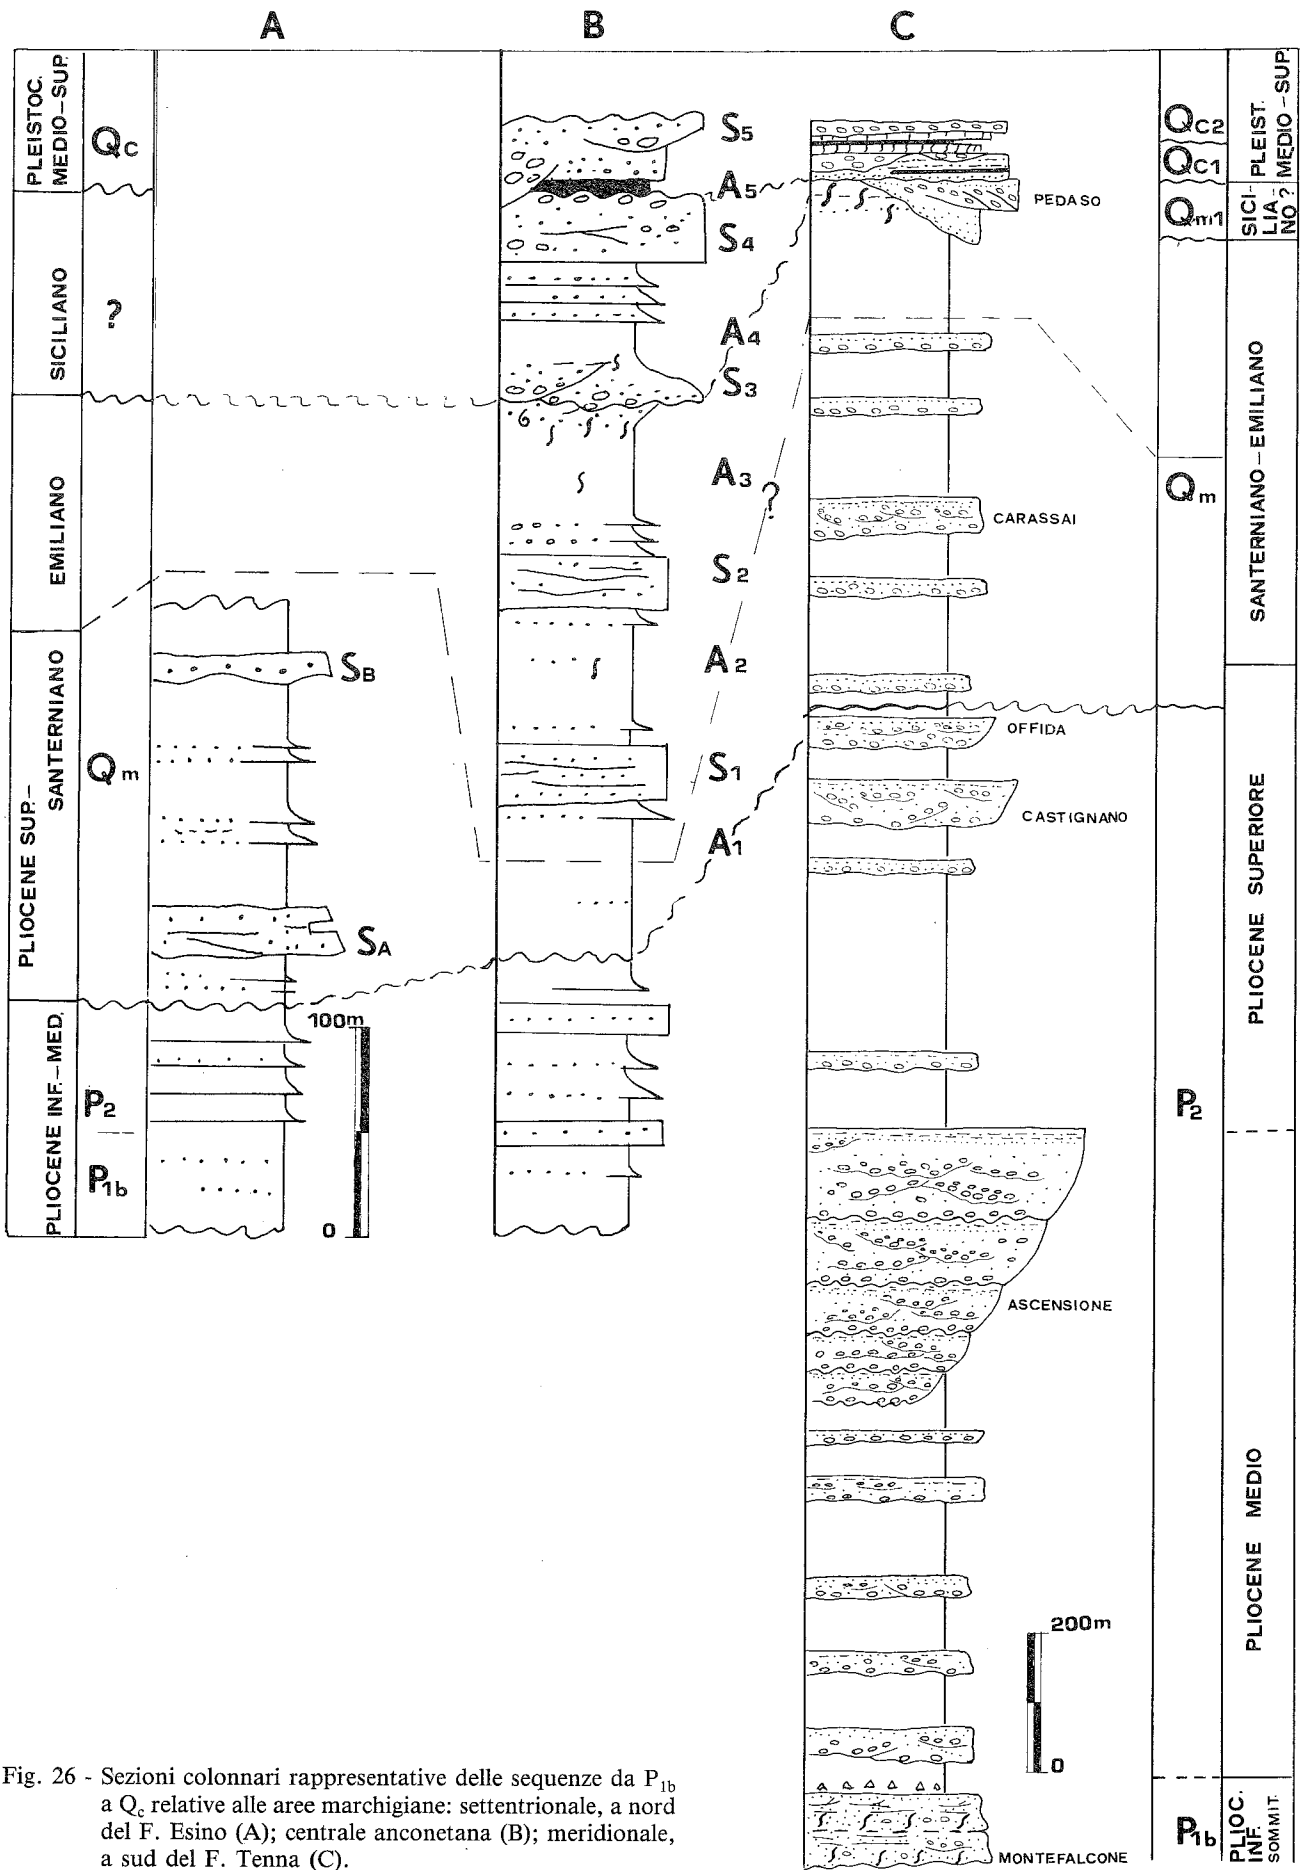 A
B
C
PLEISTOC.
MEDIO-SUP.
Qc
SICILIANO
?
EMILIANO
PLIOCENE SUP.-
SANTERNIANO
Qm
PLIOCENE INF.-MED.
P2
P1b
SB
SA
100m
0
S5
A5
S4
A4
S3
A3
?
S2
A2
S1
A1
PEDASO
CARASSAI
OFFIDA
CASTIGNANO
ASCENSIONE
200m
0
MONTEFALCONE
QC2
QC1
Qm1
Qm
P2
P1b
PLEIST.
MEDIO-SUP.
SICI-
LIA
NO?
SANTERNIANO-EMILIANO
PLIOCENE SUPERIORE
PLIOCENE MEDIO
PLIOC.
INF.
SOMMIT.
Fig. 26 - Sezioni colonnari rappresentative delle sequenze da P1b
a Qc relative alle aree marchigiane: settentrionale, a nord
del F. Esino (A); centrale anconetana (B); meridionale,
a sud del F. Tenna (C).